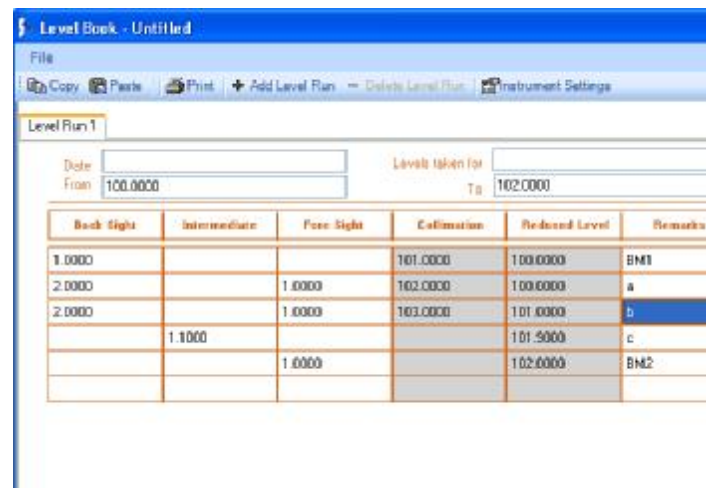 Level Book - Untitled
File
Copy Paste Print Add Level Run Delete Level Run Instrument Settings
Level Run 1
Date Levels taken for
From 100.0000 To 102.0000
Back Sight Intermediate Fore Sight Collimation Reduced Level Remarks
1.0000 101.0000 100.0000 BM1
2.0000 1.0000 102.0000 100.0000 a
2.0000 1.0000 103.0000 101.0000 b
1.1000 101.9000 c
1.0000 102.0000 BM2